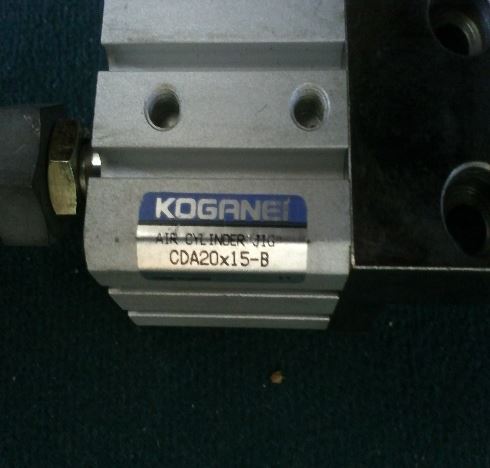 KOGANEI
AIR CYLINDER JIG
CDA20x15-B